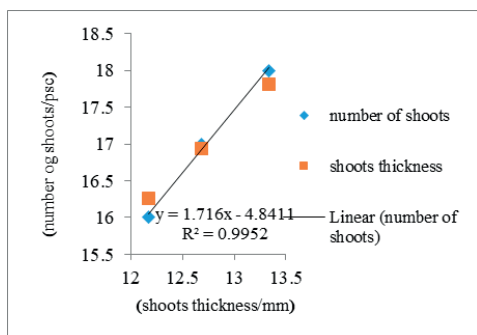 18.5
18
17.5
17
16.5
16
15.5
12
12.5
13
13.5
(number og shoots/psc)
(shoots thickness/mm)
y = 1.716x - 4.8411
R² = 0.9952
number of shoots
shoots thickness
Linear (number of
shoots)